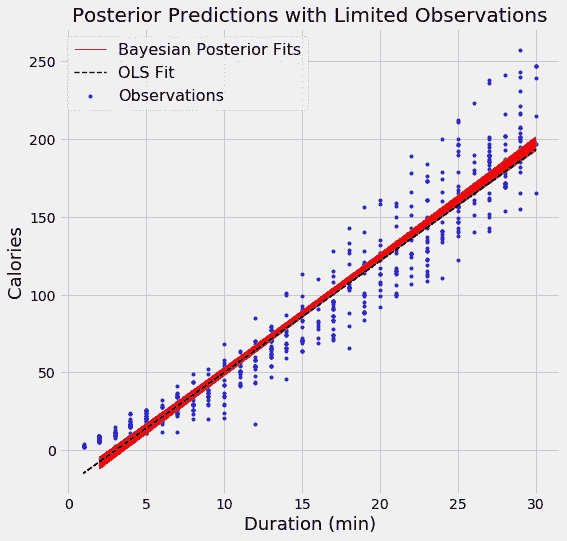 Posterior Predictions with Limited Observations
Bayesian Posterior Fits
OLS Fit
Observations
Calories
250
200
150
100
50
0
0 5 10 15 20 25 30
Duration (min)